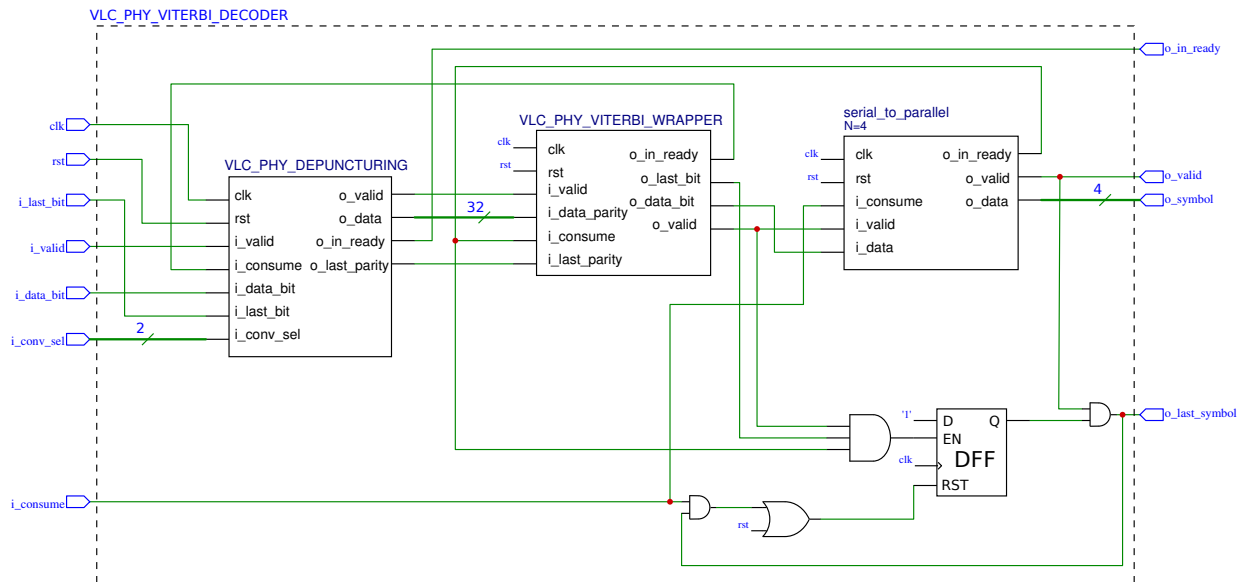 VLC_PHY_VITERBI_DECODER
o_in_ready
clk
rst
i_last_bit
i_valid
i_data_bit
i_conv_sel
2
VLC_PHY_DEPUNCTURING
clk
rst
i_valid
i_consume
i_data_bit
i_last_bit
i_conv_sel
o_valid
o_data
o_in_ready
o_last_parity
32
VLC_PHY_VITERBI_WRAPPER
clk
rst
clk
rst
i_valid
i_data_parity
i_consume
i_last_parity
o_in_ready
o_last_bit
o_data_bit
o_valid
serial_to_parallel
N=4
clk
rst
clk
rst
i_consume
i_valid
i_data
o_in_ready
o_valid
o_data
4
o_valid
o_symbol
'1'
clk
D
EN
RST
Q
DFF
o_last_symbol
i_consume
rst